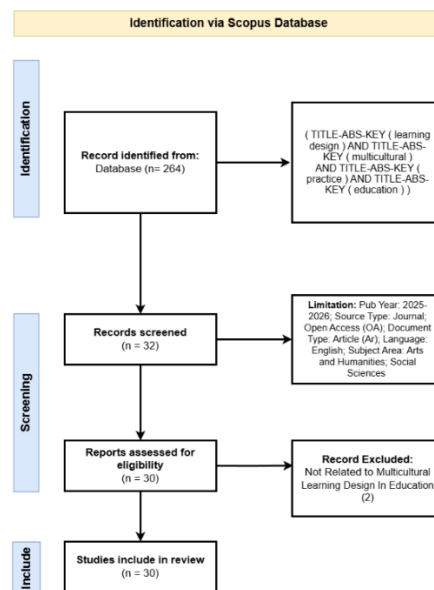 Identification via Scopus Database
Identification
Record identified from:
Database (n= 264)
( TITLE-ABS-KEY ( learning
design ) AND TITLE-ABS-
KEY ( multicultural )
AND TITLE-ABS-KEY (
practice ) AND TITLE-ABS-
KEY ( education ) )
Screening
Records screened
(n = 32)
Limitation: Pub Year: 2025-
2026; Source Type: Journal;
Open Access (OA); Document
Type: Article (Ar); Language:
English; Subject Area: Arts
and Humanities; Social
Sciences
Reports assessed for
eligibility
(n = 30)
Record Excluded:
Not Related to Multicultural
Learning Design In Education
(2)
Include
Studies include in review
(n = 30)